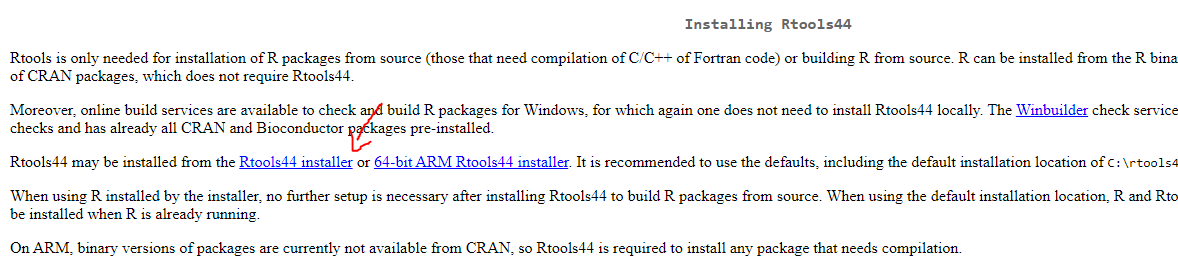 Installing Rtools44
Rtools is only needed for installation of R packages from source (those that need compilation of C/C++ of Fortran code) or building R from source. R can be installed from the R bina
of CRAN packages, which does not require Rtools44.
Moreover, online build services are available to check and build R packages for Windows, for which again one does not need to install Rtools44 locally. The Winbuilder check service
checks and has already all CRAN and Bioconductor packages pre-installed.
Rtools44 may be installed from the Rtools44 installer or 64-bit ARM Rtools44 installer. It is recommended to use the defaults, including the default installation location of C:\rtools4
When using R installed by the installer, no further setup is necessary after installing Rtools44 to build R packages from source. When using the default installation location, R and Rto
be installed when R is already running.
On ARM, binary versions of packages are currently not available from CRAN, so Rtools44 is required to install any package that needs compilation.